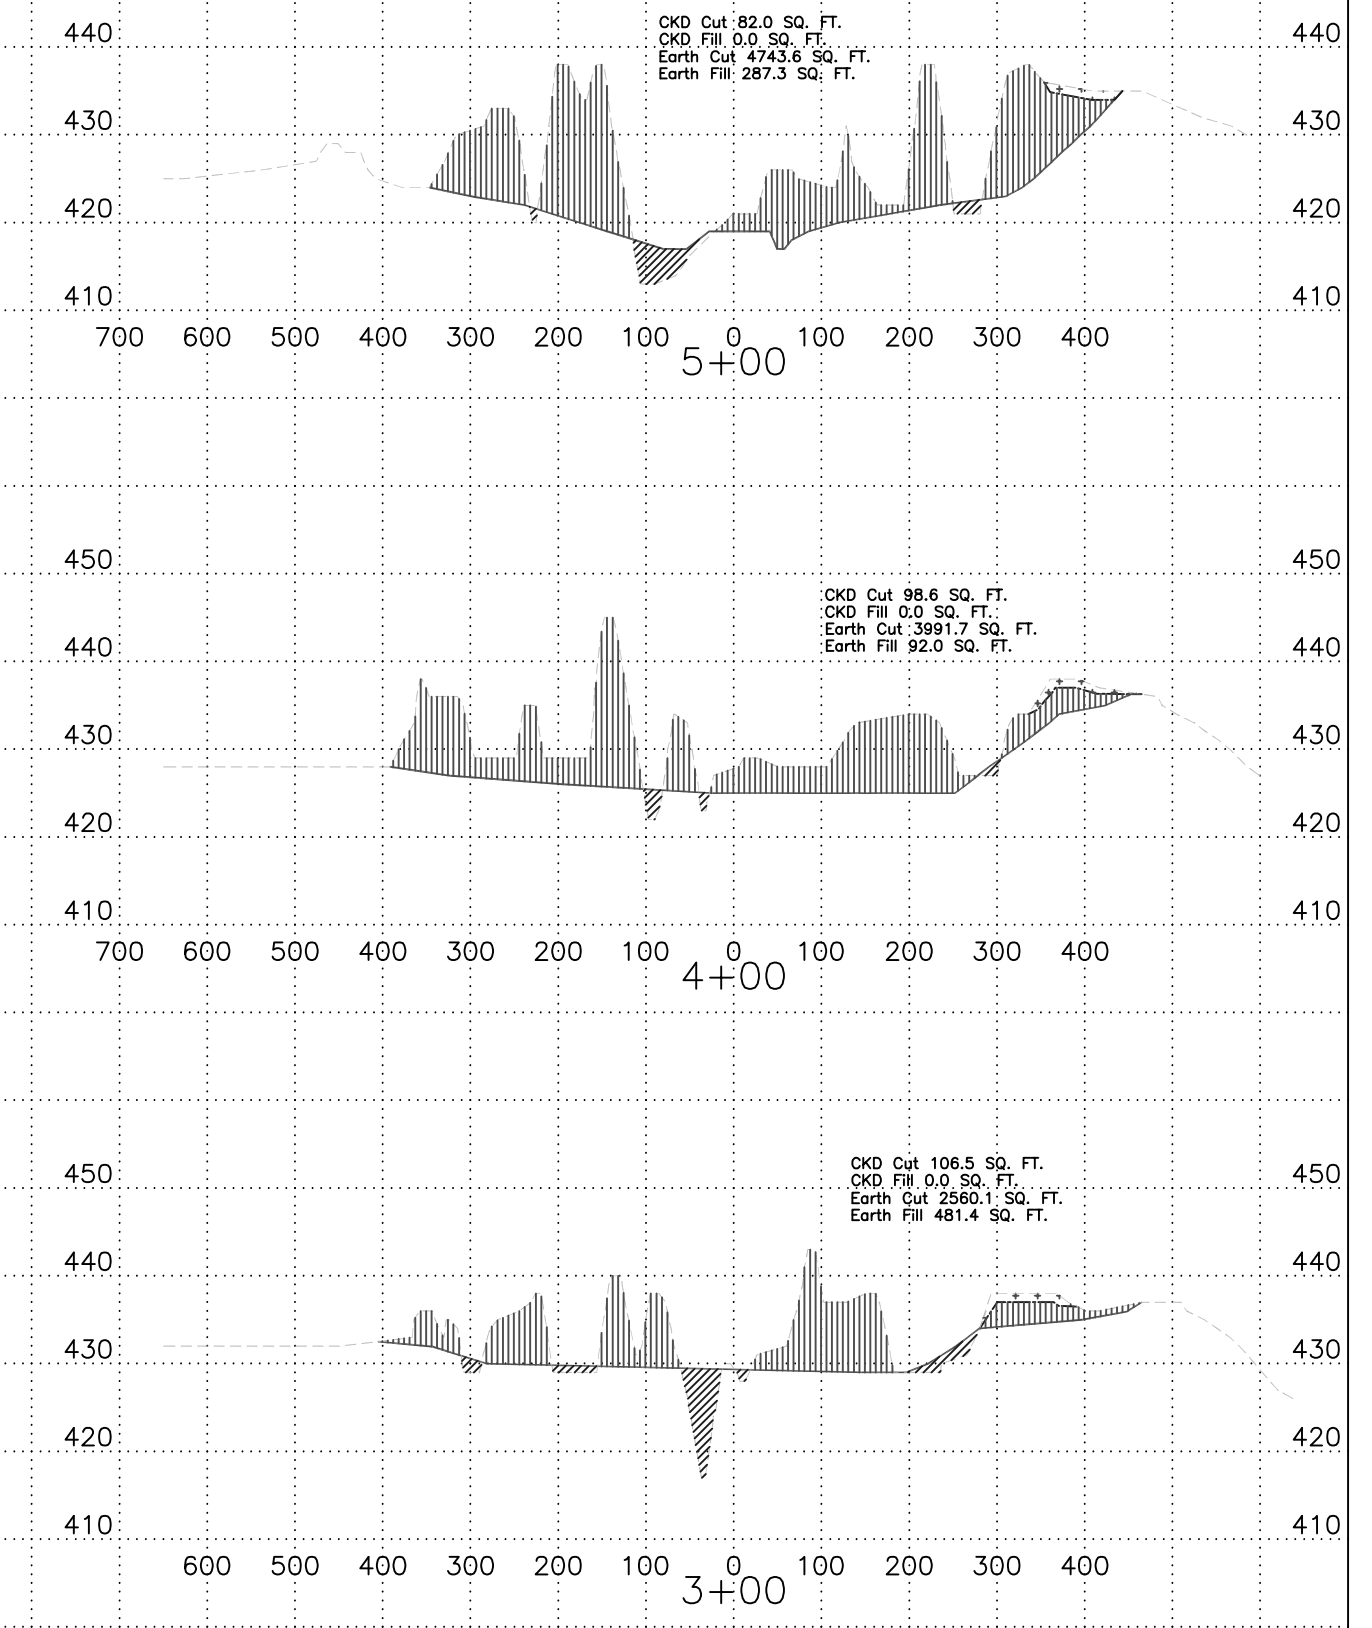 CKD Cut 82.0 SQ. FT.
CKD Fill 0.0 SQ. FT.
Earth Cut 4743.6 SQ. FT.
Earth Fill 287.3 SQ. FT.
440 440
430 430
420 420
410 410
700 600 500 400 300 200 100 0 100 200 300 400
5+00
450 450
CKD Cut 98.6 SQ. FT.
CKD Fill 0.0 SQ. FT.
Earth Cut 3991.7 SQ. FT.
Earth Fill 92.0 SQ. FT.
440 440
430 430
420 420
410 410
700 600 500 400 300 200 100 0 100 200 300 400
4+00
CKD Cut 106.5 SQ. FT.
450 450
CKD Fill 0.0 SQ. FT.
Earth Cut 2560.1 SQ. FT.
Earth Fill 481.4 SQ. FT.
440 440
430 430
420 420
410 410
600 500 400 300 200 100 0 100 200 300 400
3+00